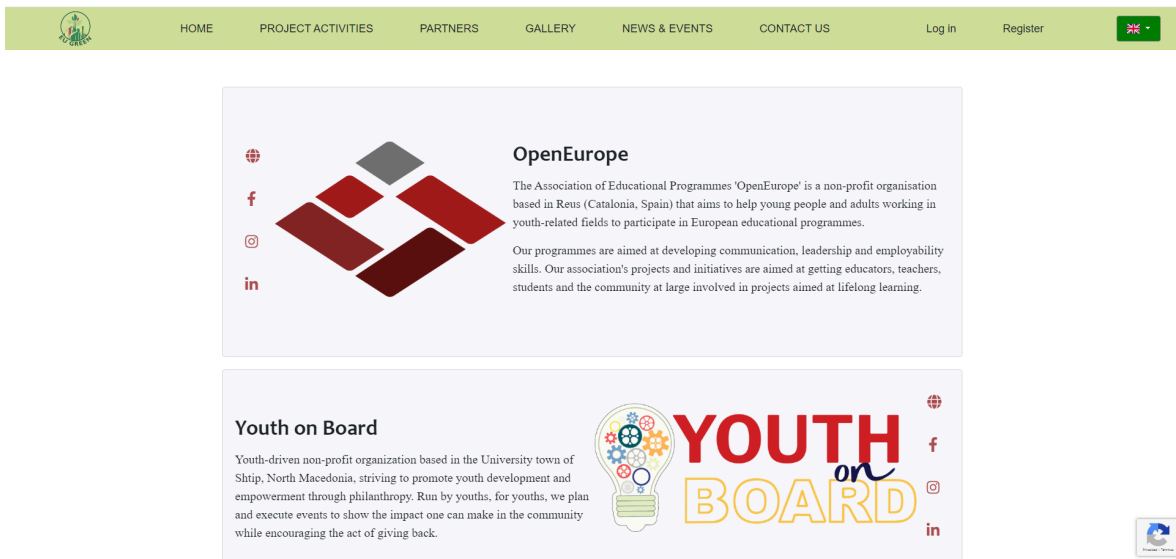 EU GREEN
HOME
PROJECT ACTIVITIES
PARTNERS
GALLERY
NEWS & EVENTS
CONTACT US
Log in
Register
OpenEurope
The Association of Educational Programmes 'OpenEurope' is a non-profit organisation
based in Reus (Catalonia, Spain) that aims to help young people and adults working in
youth-related fields to participate in European educational programmes.
Our programmes are aimed at developing communication, leadership and employability
skills. Our association's projects and initiatives are aimed at getting educators, teachers,
students and the community at large involved in projects aimed at lifelong learning.
Youth on Board
Youth-driven non-profit organization based in the University town of
Shtip, North Macedonia, striving to promote youth development and
empowerment through philanthropy. Run by youths, for youths, we plan
and execute events to show the impact one can make in the community
while encouraging the act of giving back.
YOUTH
on
BOARD